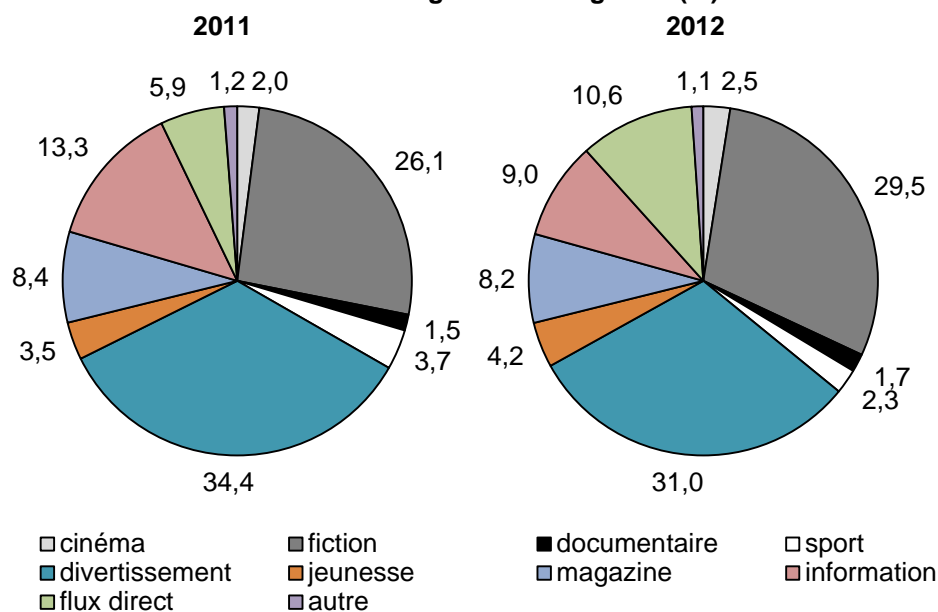 2011 2012
1,2 2,0 1,1 2,5
5,9 10,6
13,3 26,1 9,0 29,5
8,4 8,2
1,5 1,7
3,5 3,7 4,2 2,3
34,4 31,0
cinéma fiction documentaire sport
divertissement jeunesse magazine information
flux direct autre